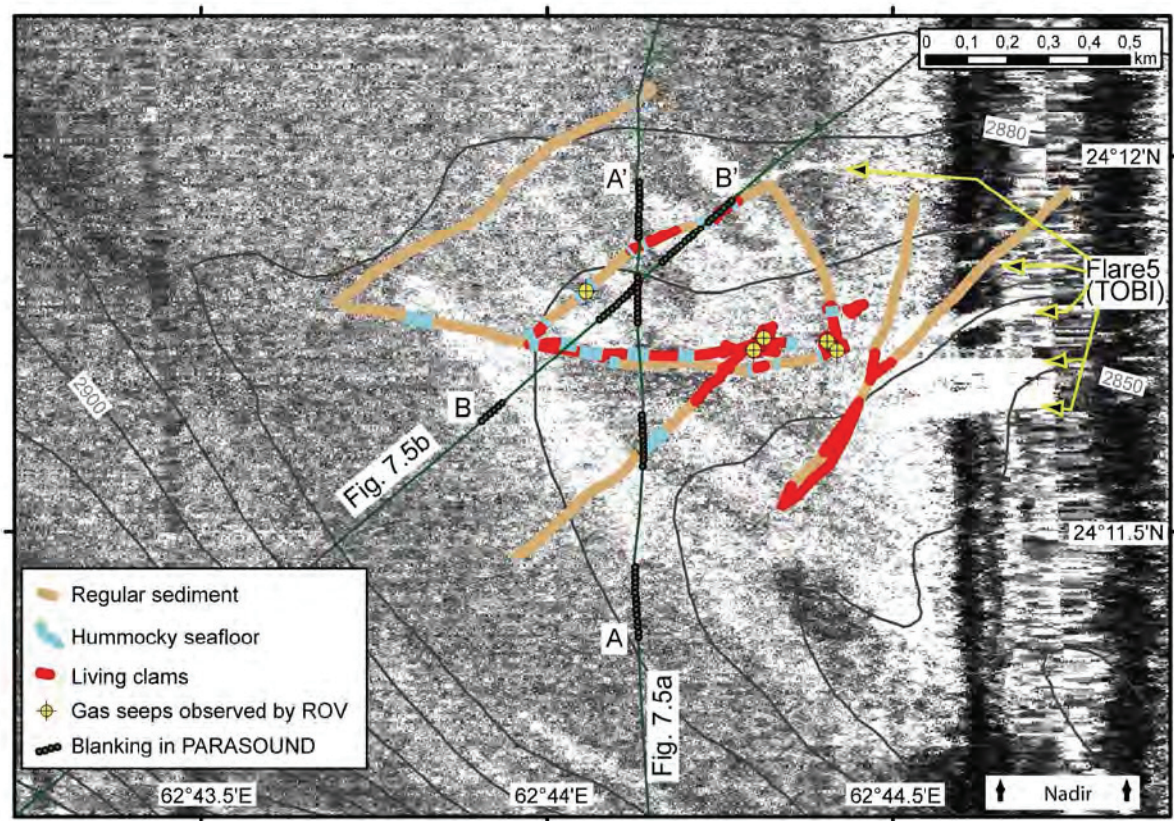 0 0,1 0,2 0,3 0,4 0,5
km
2880
24°12'N
A'
B'
Flare5
(TOBI)
2900
2850
B
Fig. 7.5b
24°11.5'N
Regular sediment
Hummocky seafloor
Living clams
Gas seeps observed by ROV
Blanking in PARASOUND
A
Fig. 7.5a
62°43.5'E
62°44'E
62°44.5'E
Nadir